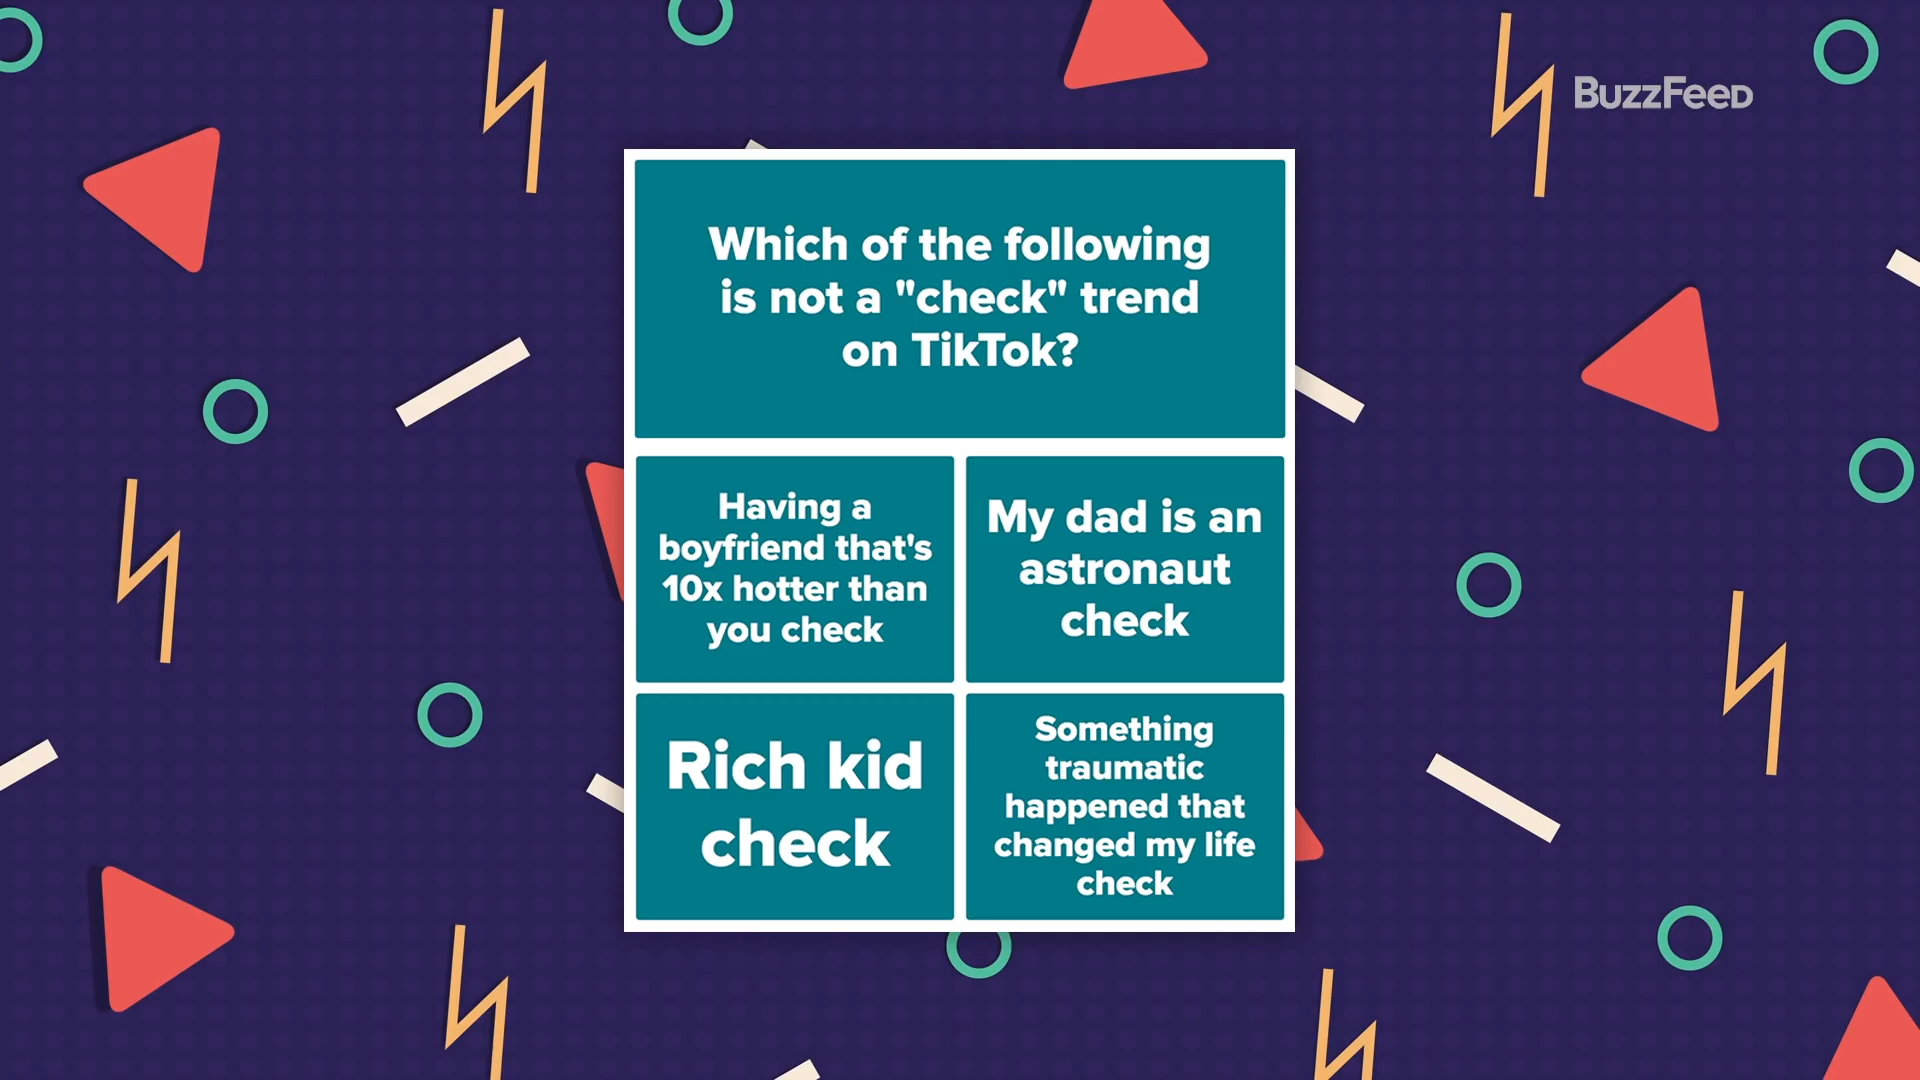 BuzzFeed
Which of the following
is not a "check" trend
on TikTok?
Having a
boyfriend that's
10x hotter than
you check
My dad is an
astronaut
check
Rich kid
check
Something
traumatic
happened that
changed my life
check